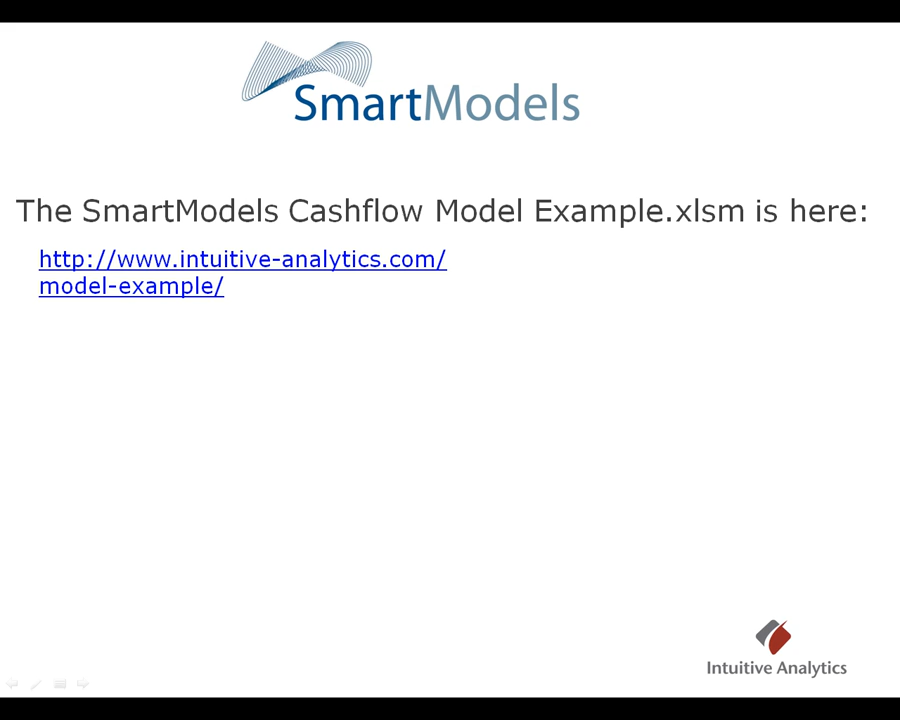 SmartModels
The SmartModels Cashflow Model Example.xlsm is here:
http://www.intuitive-analytics.com/
model-example/
Intuitive Analytics